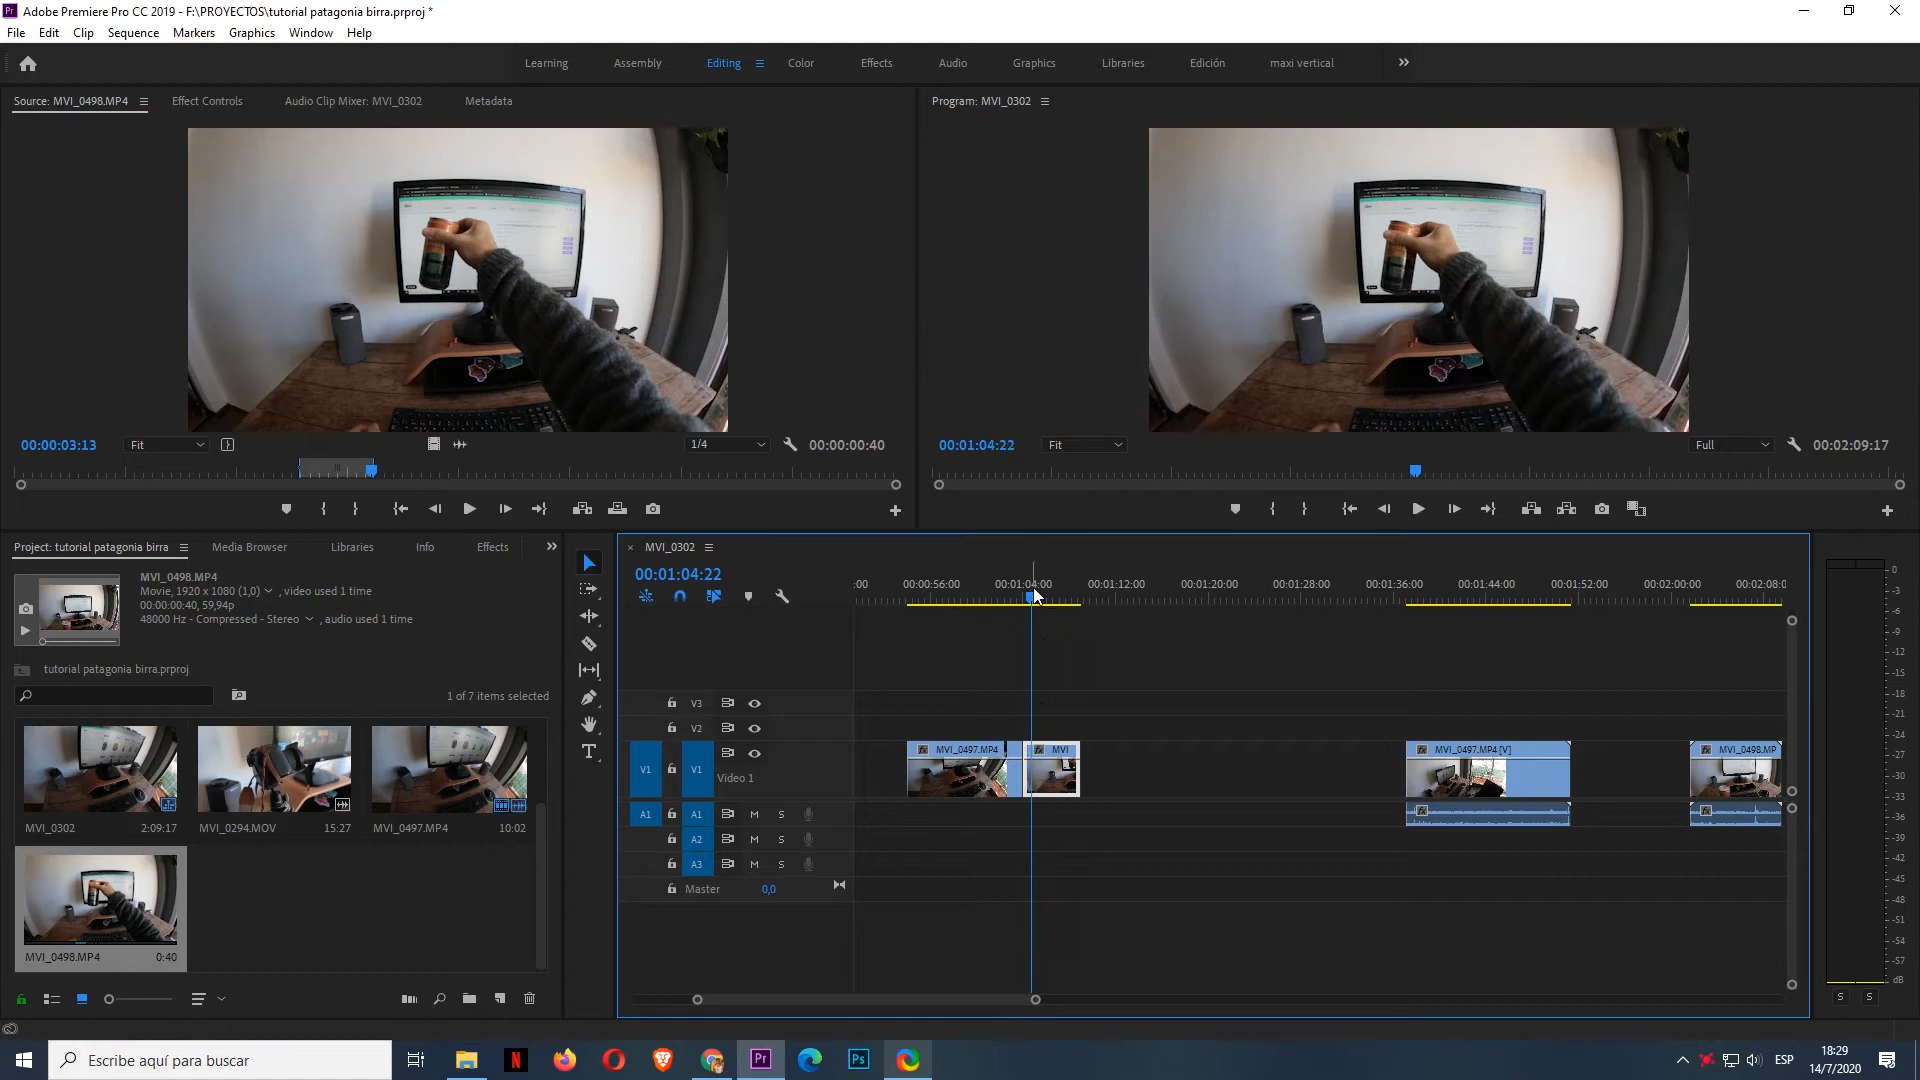 Adobe Premiere Pro CC 2019 - F:\PROYECTOS\tutorial patagonia birra.prproj *
File Edit Clip Sequence Markers Graphics Window Help
Learning Assembly Editing Color Effects Audio Graphics Libraries Edición maxi vertical
Source: MVI_0498.MP4 Effect Controls Audio Clip Mixer: MVI_0302 Metadata
Program: MVI_0302
00:00:03:13 Fit 1/4 00:00:00:40
00:01:04:22 Fit Full 00:02:09:17
Project: tutorial patagonia birra Media Browser Libraries Info Effects
MVI_0498.MP4
Movie, 1920 x 1080 (1,0) , video used 1 time
00:00:00:40, 59,94p
48000 Hz - Compressed - Stereo , audio used 1 time
tutorial patagonia birra.prproj
1 of 7 items selected
MVI_0302 2:09:17
MVI_0294.MOV 15:27
MVI_0497.MP4 10:02
MVI_0498.MP4 0:40
MVI_0302
00:01:04:22
:00 00:00:56:00 00:01:04:00 00:01:12:00 00:01:20:00 00:01:28:00 00:01:36:00 00:01:44:00 00:01:52:00 00:02:00:00 00:02:08:0
V3
V2
V1 V1 Video 1
MVI_0497.MP4 MVI MVI_0497.MP4 [V] MVI_0498.MP
A1 A1 M S
A2 M S
A3 M S
Master 0,0
0
-3
-6
-9
-12
-15
-18
-21
-24
-27
-30
-33
-36
-39
-42
-45
-48
-51
-54
-57
dB
S S
Escribe aquí para buscar
Pr Ps
ESP
18:29
14/7/2020